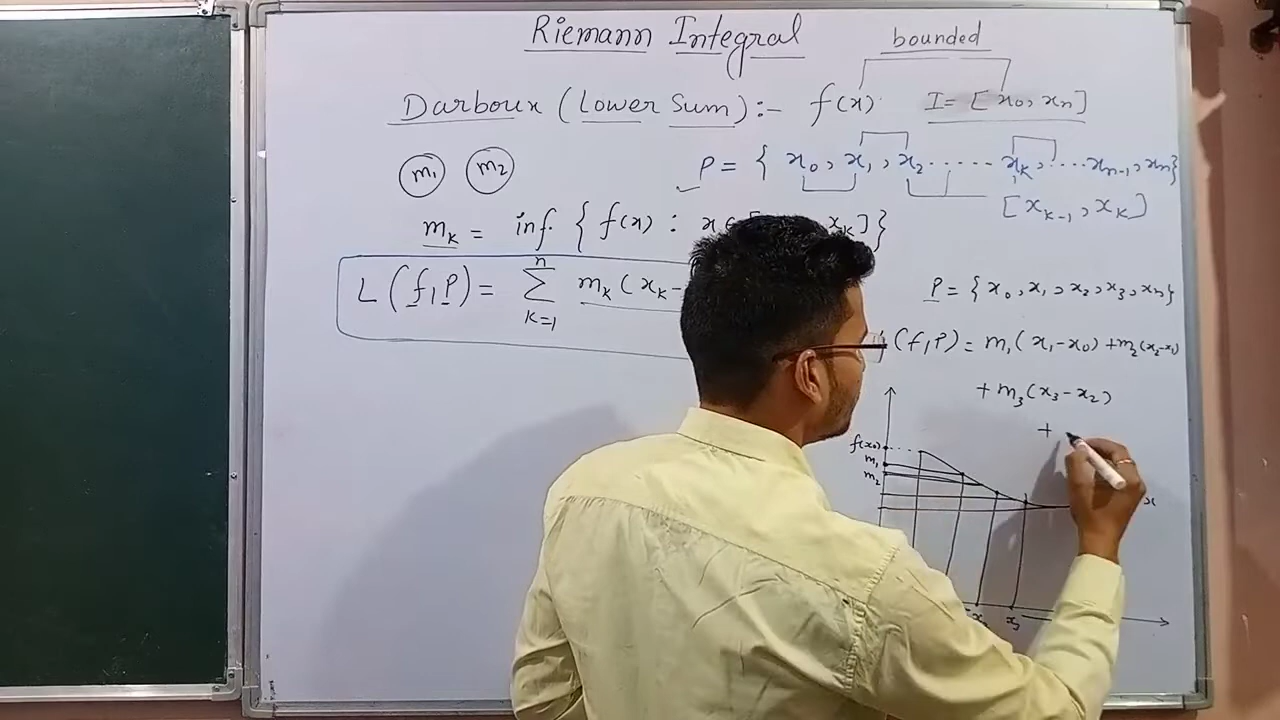 Riemann Integral
bounded
Darboux (Lower Sum) :- f(x). I = [x₀, xₙ]
m₁ m₂
P = { x₀, x₁, x₂ ...... xₖ, ....xₙ₋₁, xₙ}
[xₖ₋₁, xₖ]
mₖ = inf. { f(x) : x∈ xₖ]}
L (f, P) = n∑k=1 mₖ (xₖ-
P = { x₀, x₁, x₂, x₃, xₙ}
(f, P) = m₁(x₁-x₀) + m₂(x₂-x₁)
+ m₃(x₃-x₂)
+
f(x₀)
m₁
m₂
x
x₃